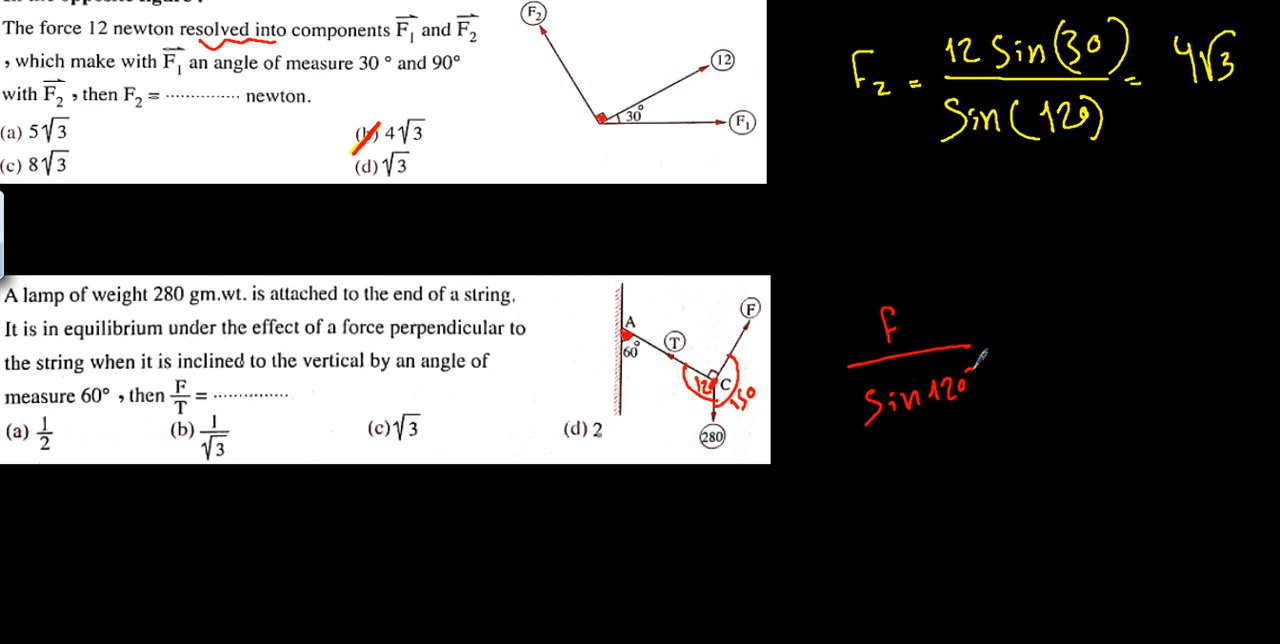 The force 12 newton resolved into components F₁ and F₂
, which make with F₁ an angle of measure 30 ° and 90°
with F₂ , then F₂ = .............. newton.
(a) 5√3
(b) 4√3
(c) 8√3
(d) √3
F₂
12
30°
F₁
F₂ = 12 Sin(30) / Sin(120) = 4√3
A lamp of weight 280 gm.wt. is attached to the end of a string.
It is in equilibrium under the effect of a force perpendicular to
the string when it is inclined to the vertical by an angle of
measure 60° , then F/T = ..............
(a) 1/2
(b) 1/√3
(c) √3
(d) 2
A
60°
T
F
C
120
150
280
F
Sin 120